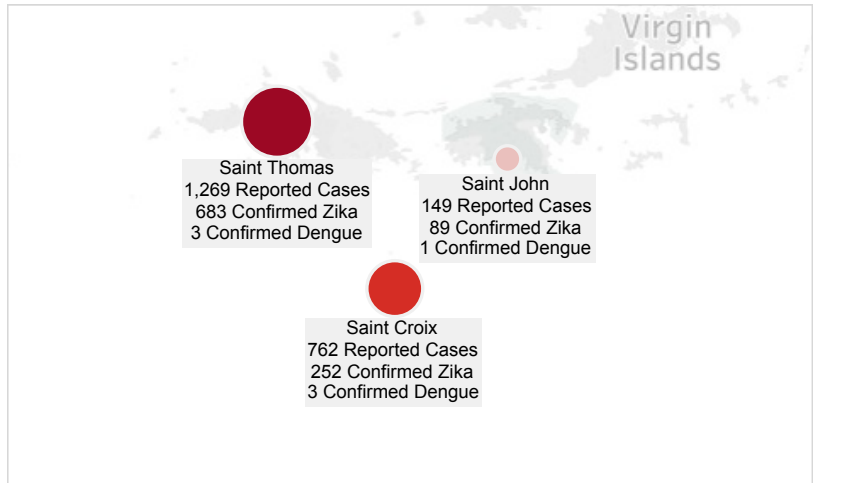 Virgin
Islands
Saint Thomas
1,269 Reported Cases
683 Confirmed Zika
3 Confirmed Dengue
Saint John
149 Reported Cases
89 Confirmed Zika
1 Confirmed Dengue
Saint Croix
762 Reported Cases
252 Confirmed Zika
3 Confirmed Dengue